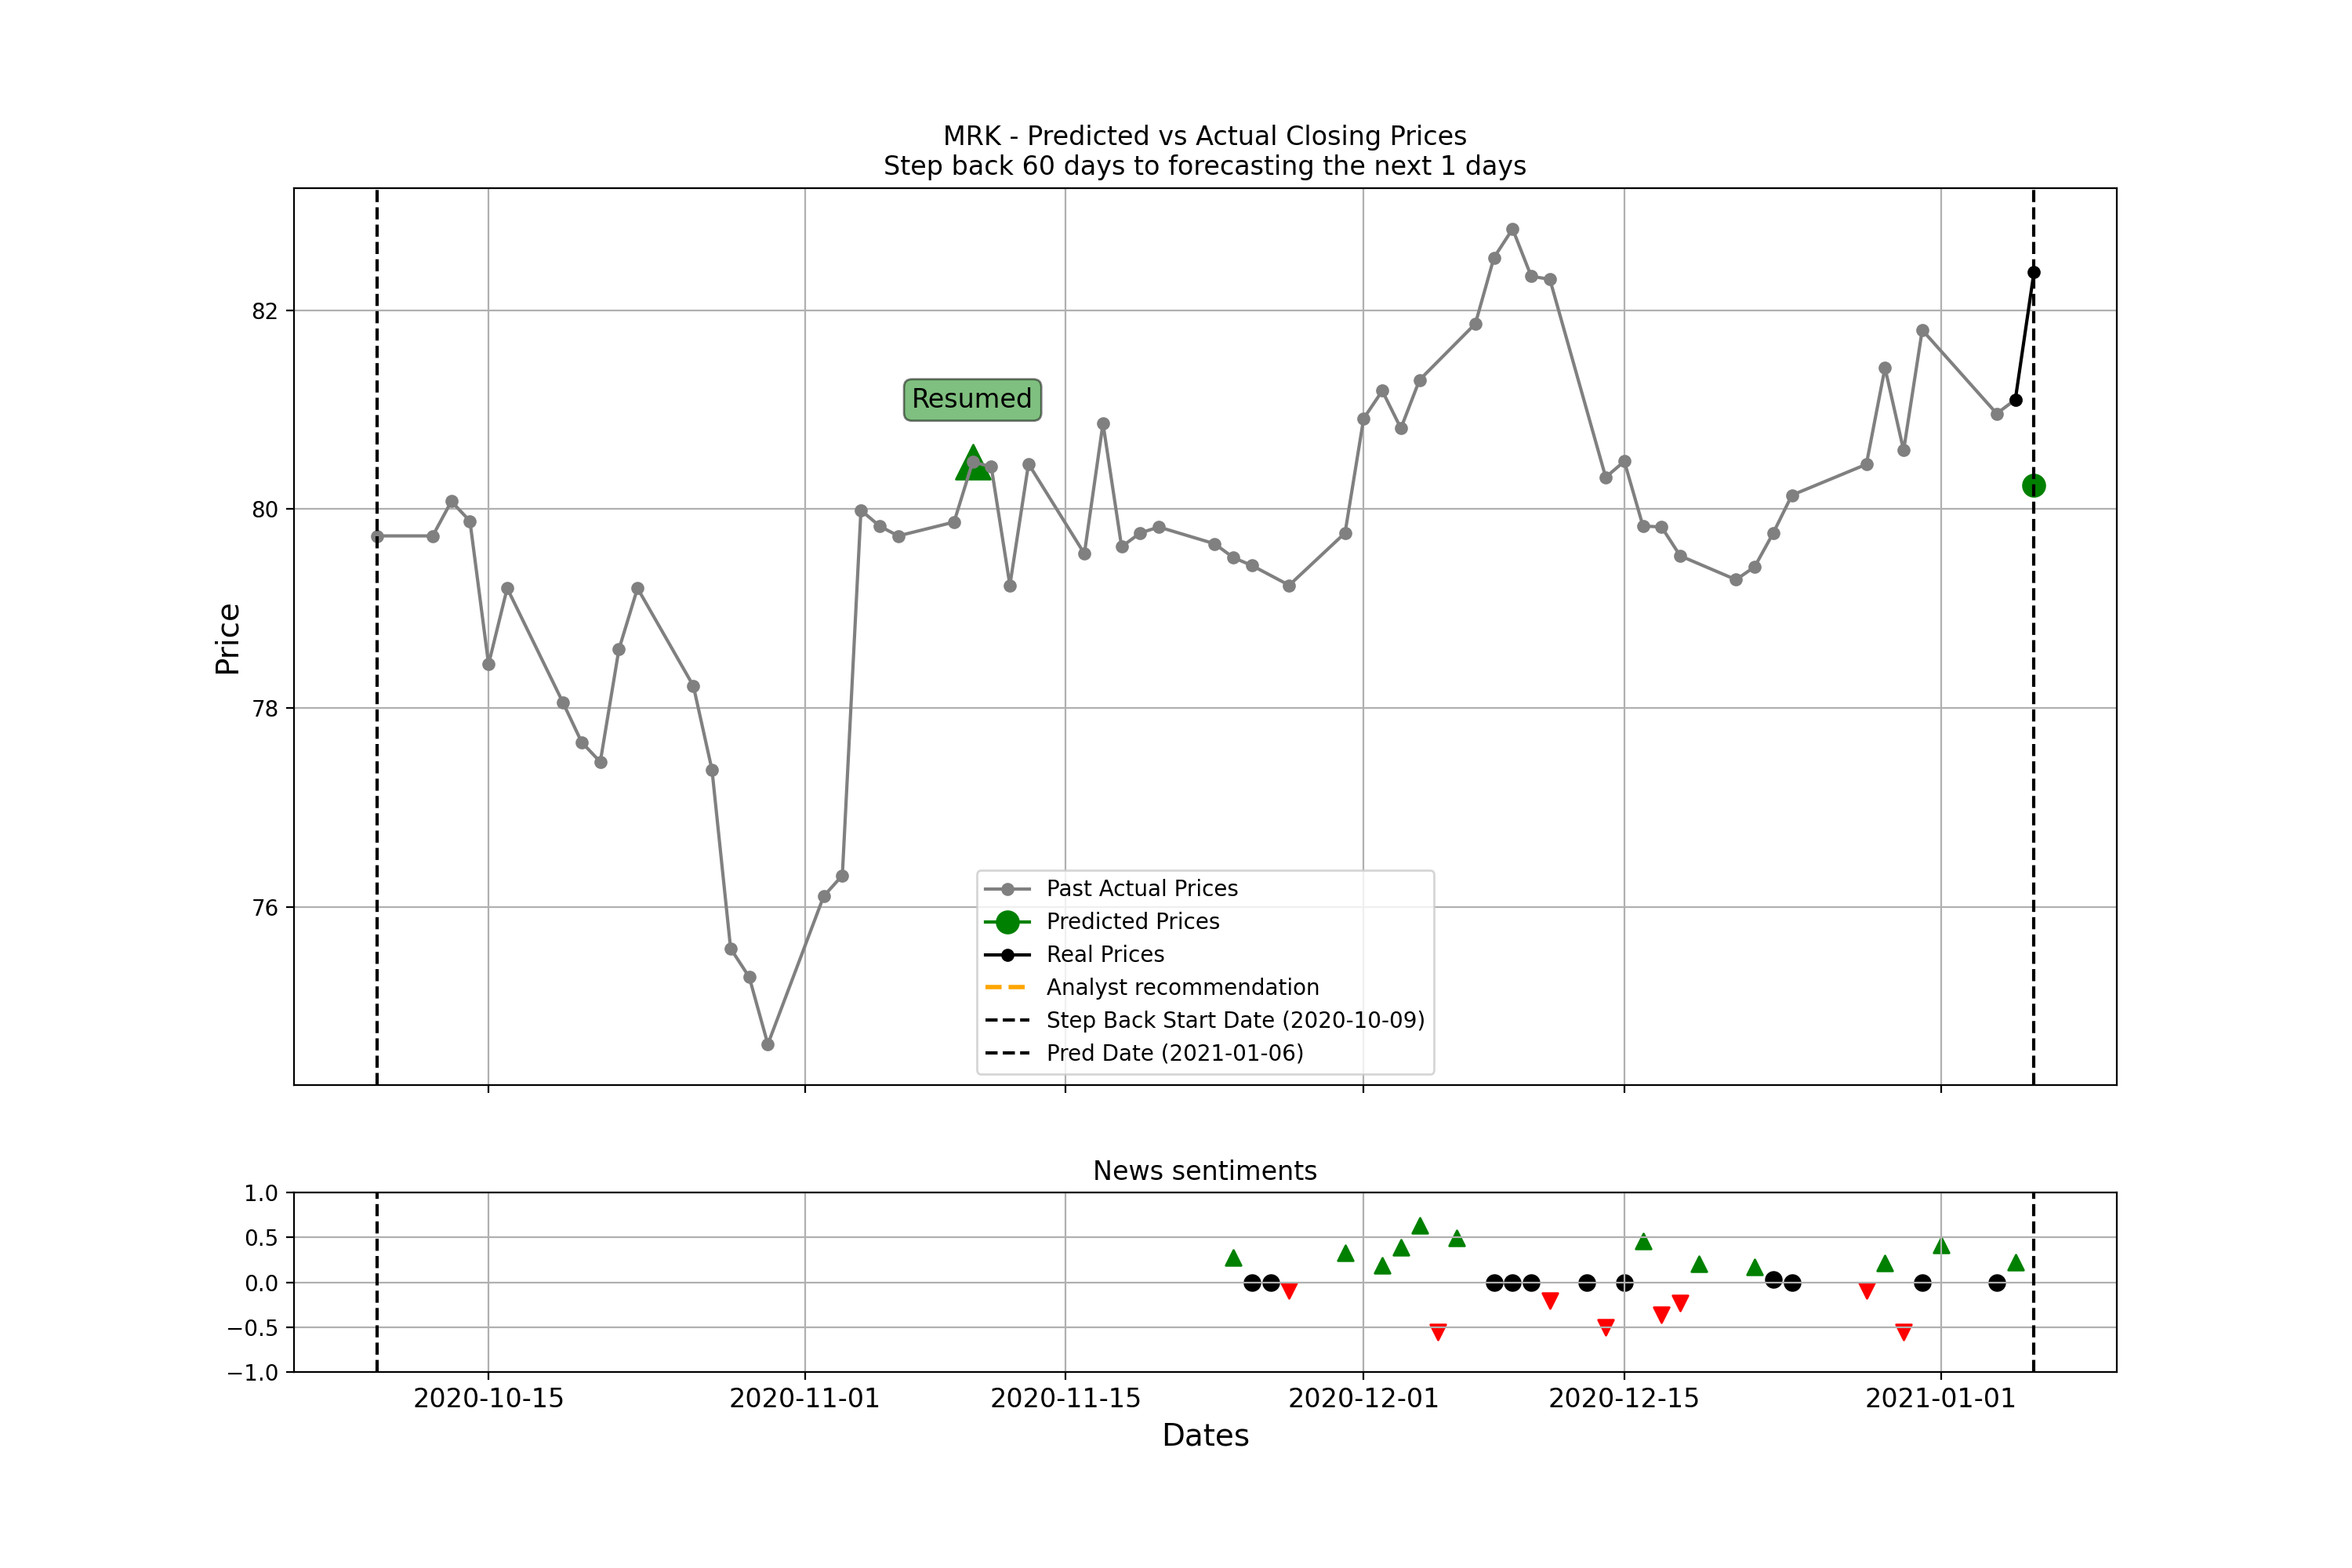 MRK - Predicted vs Actual Closing Prices
Step back 60 days to forecasting the next 1 days
Price
82
80
78
76
Resumed
Past Actual Prices
Predicted Prices
Real Prices
Analyst recommendation
Step Back Start Date (2020-10-09)
Pred Date (2021-01-06)
News sentiments
1.0
0.5
0.0
−0.5
−1.0
2020-10-15 2020-11-01 2020-11-15 2020-12-01 2020-12-15 2021-01-01
Dates